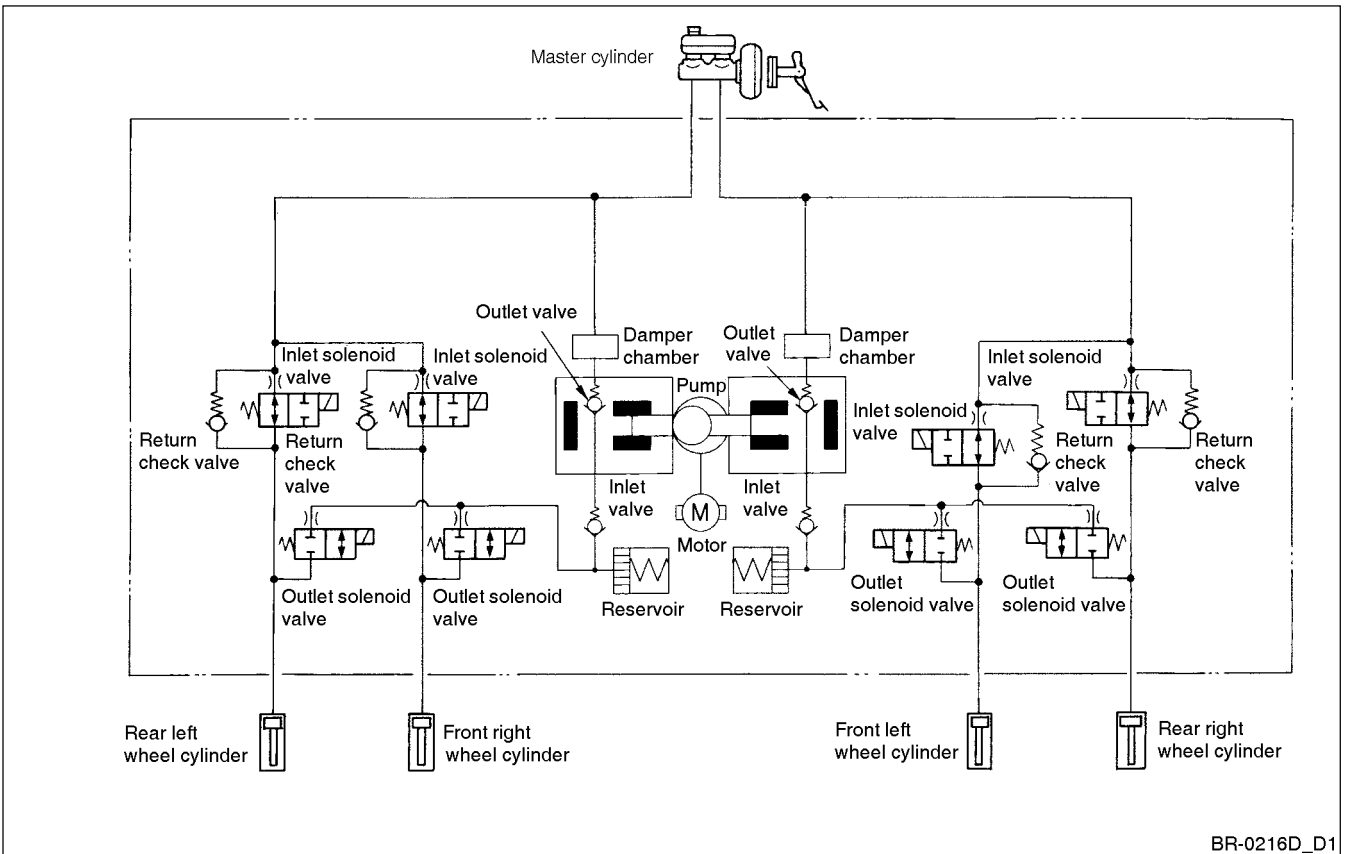 Master cylinder
Outlet valve
Damper
chamber
Outlet
valve
Damper
chamber
Inlet solenoid
valve
Inlet solenoid
valve
Pump
Inlet solenoid
valve
Inlet solenoid
valve
Return
check valve
Return
check
valve
Return
check
valve
Return
check
valve
Inlet
valve
Inlet
valve
M
Motor
Outlet solenoid
valve
Outlet solenoid
valve
Reservoir
Reservoir
Outlet
solenoid valve
Outlet
solenoid valve
Rear left
wheel cylinder
Front right
wheel cylinder
Front left
wheel cylinder
Rear right
wheel cylinder
BR-0216D_D1